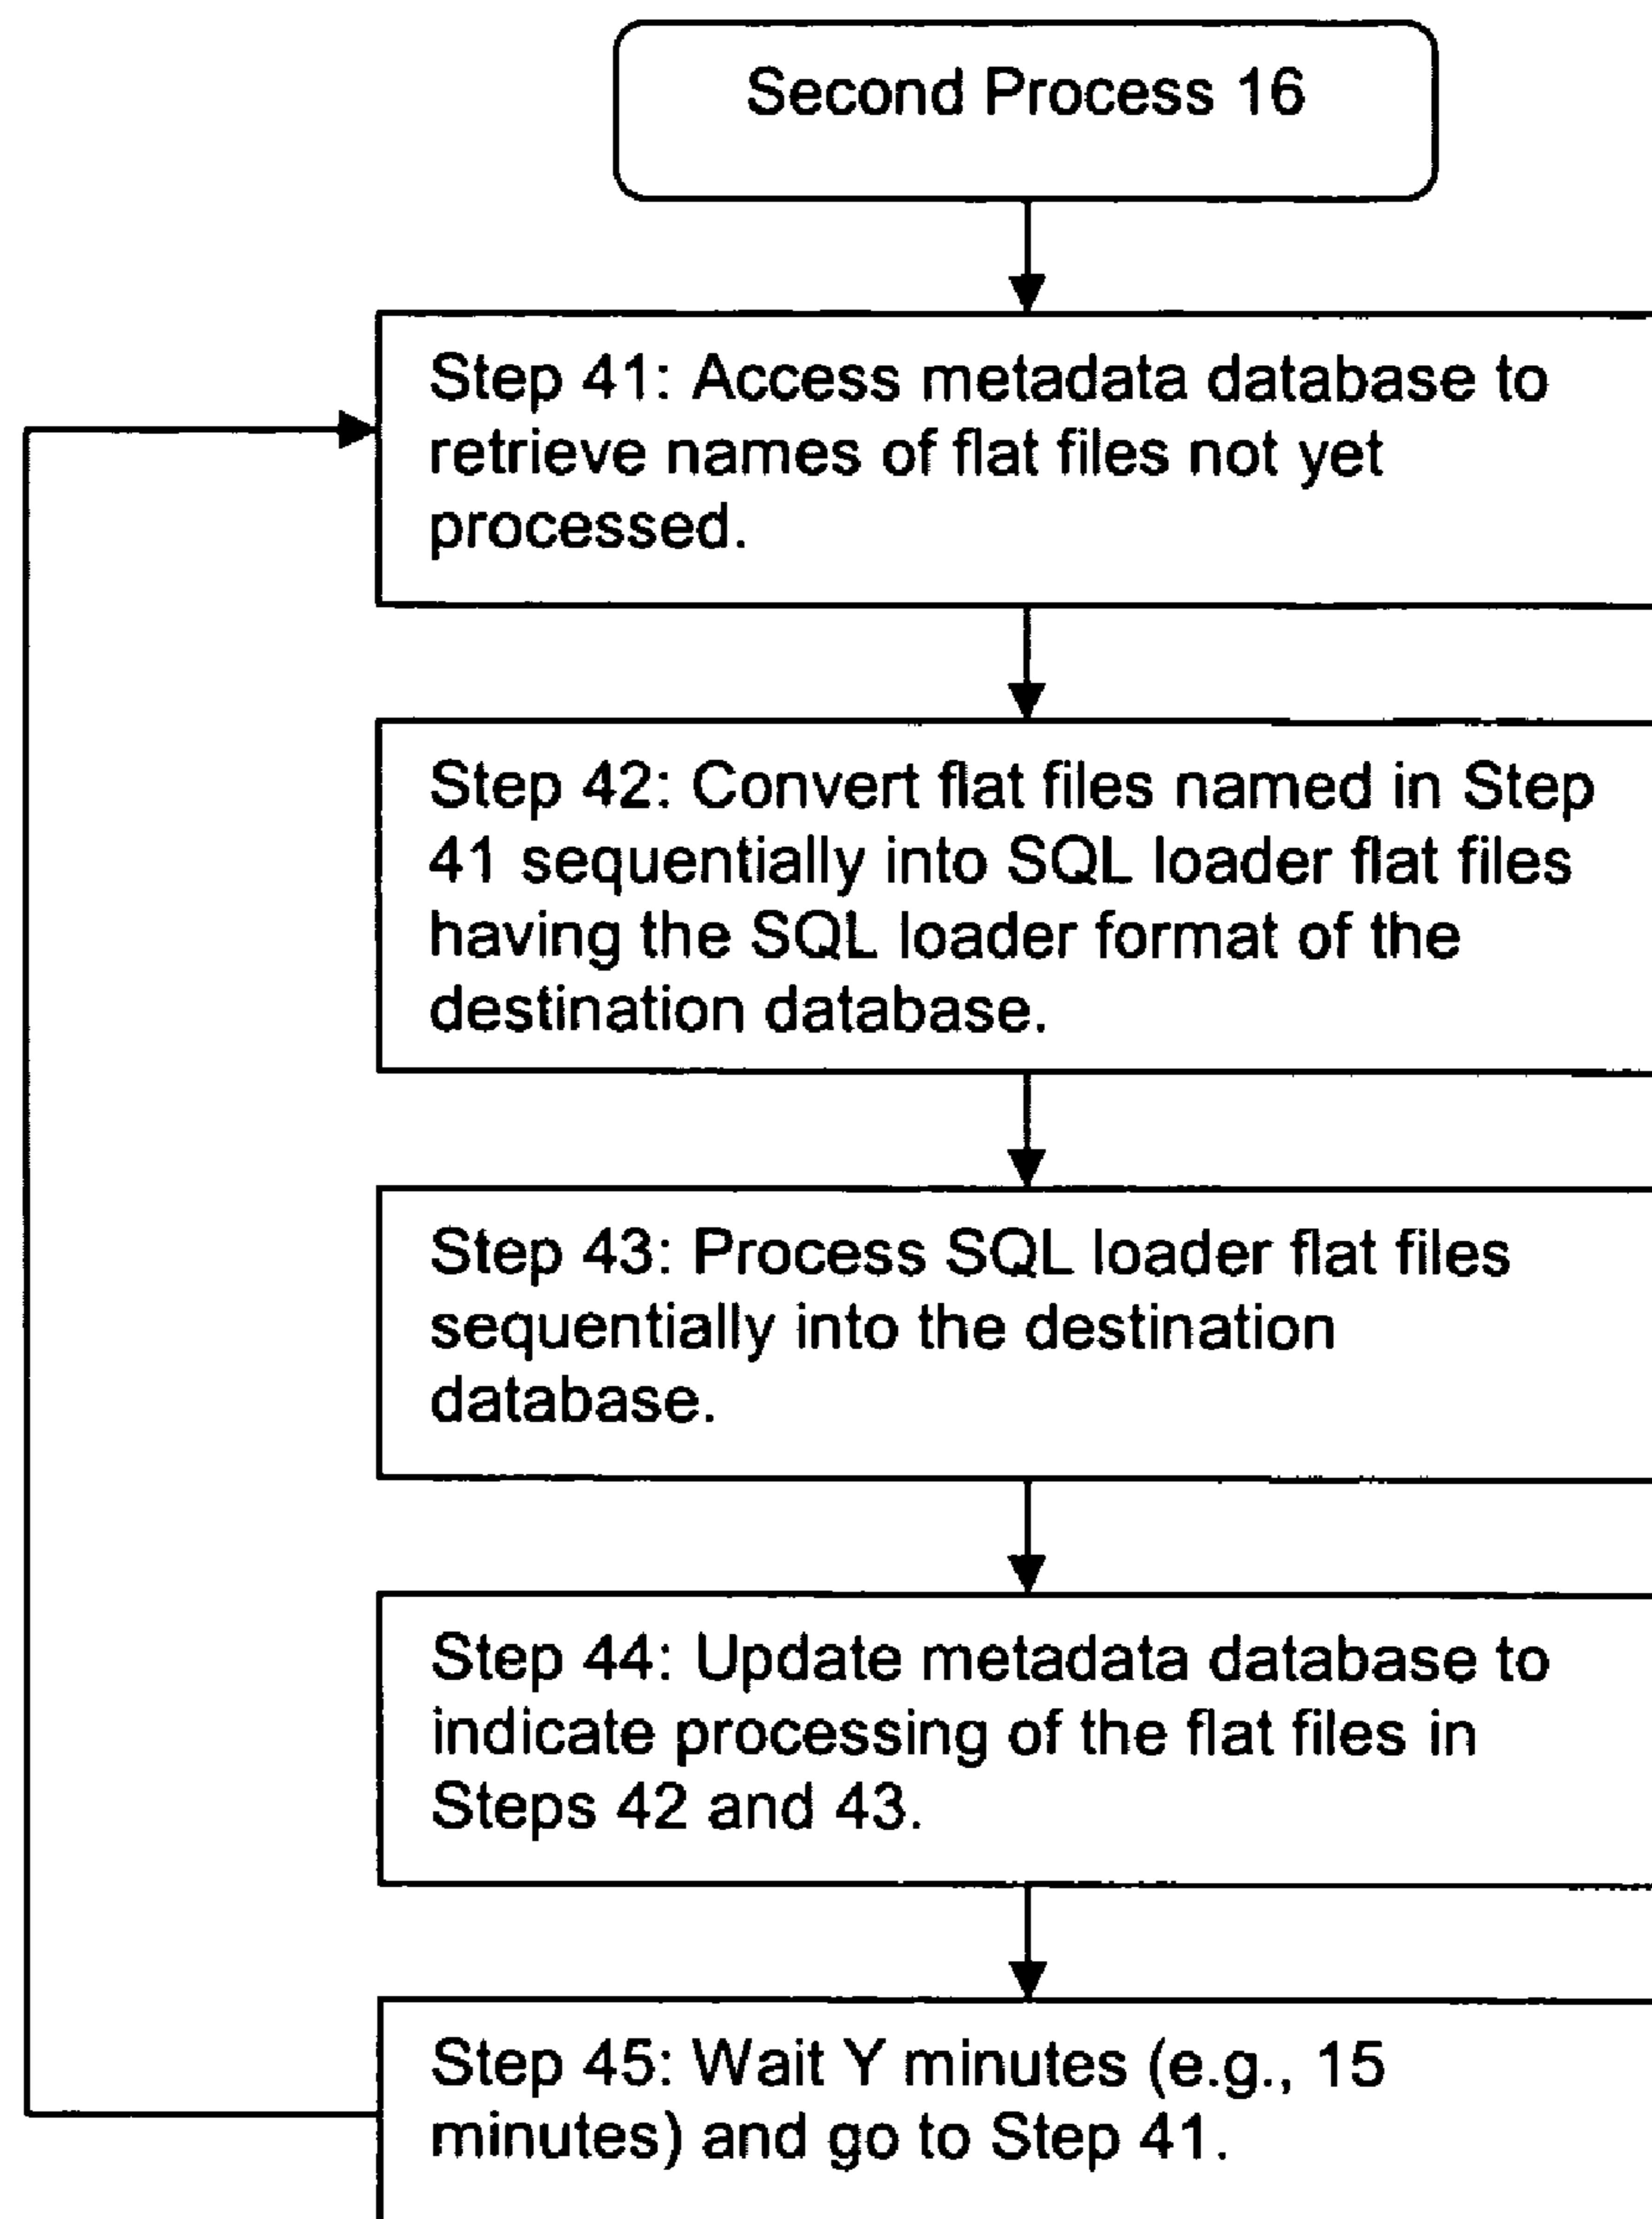 Second Process 16
Step 41: Access metadata database to
retrieve names of flat files not yet
processed.
Step 42: Convert flat files named in Step
41 sequentially into SQL loader flat files
having the SQL loader format of the
destination database.
Step 43: Process SQL loader flat files
sequentially into the destination
database.
Step 44: Update metadata database to
indicate processing of the flat files in
Steps 42 and 43.
Step 45: Wait Y minutes (e.g., 15
minutes) and go to Step 41.